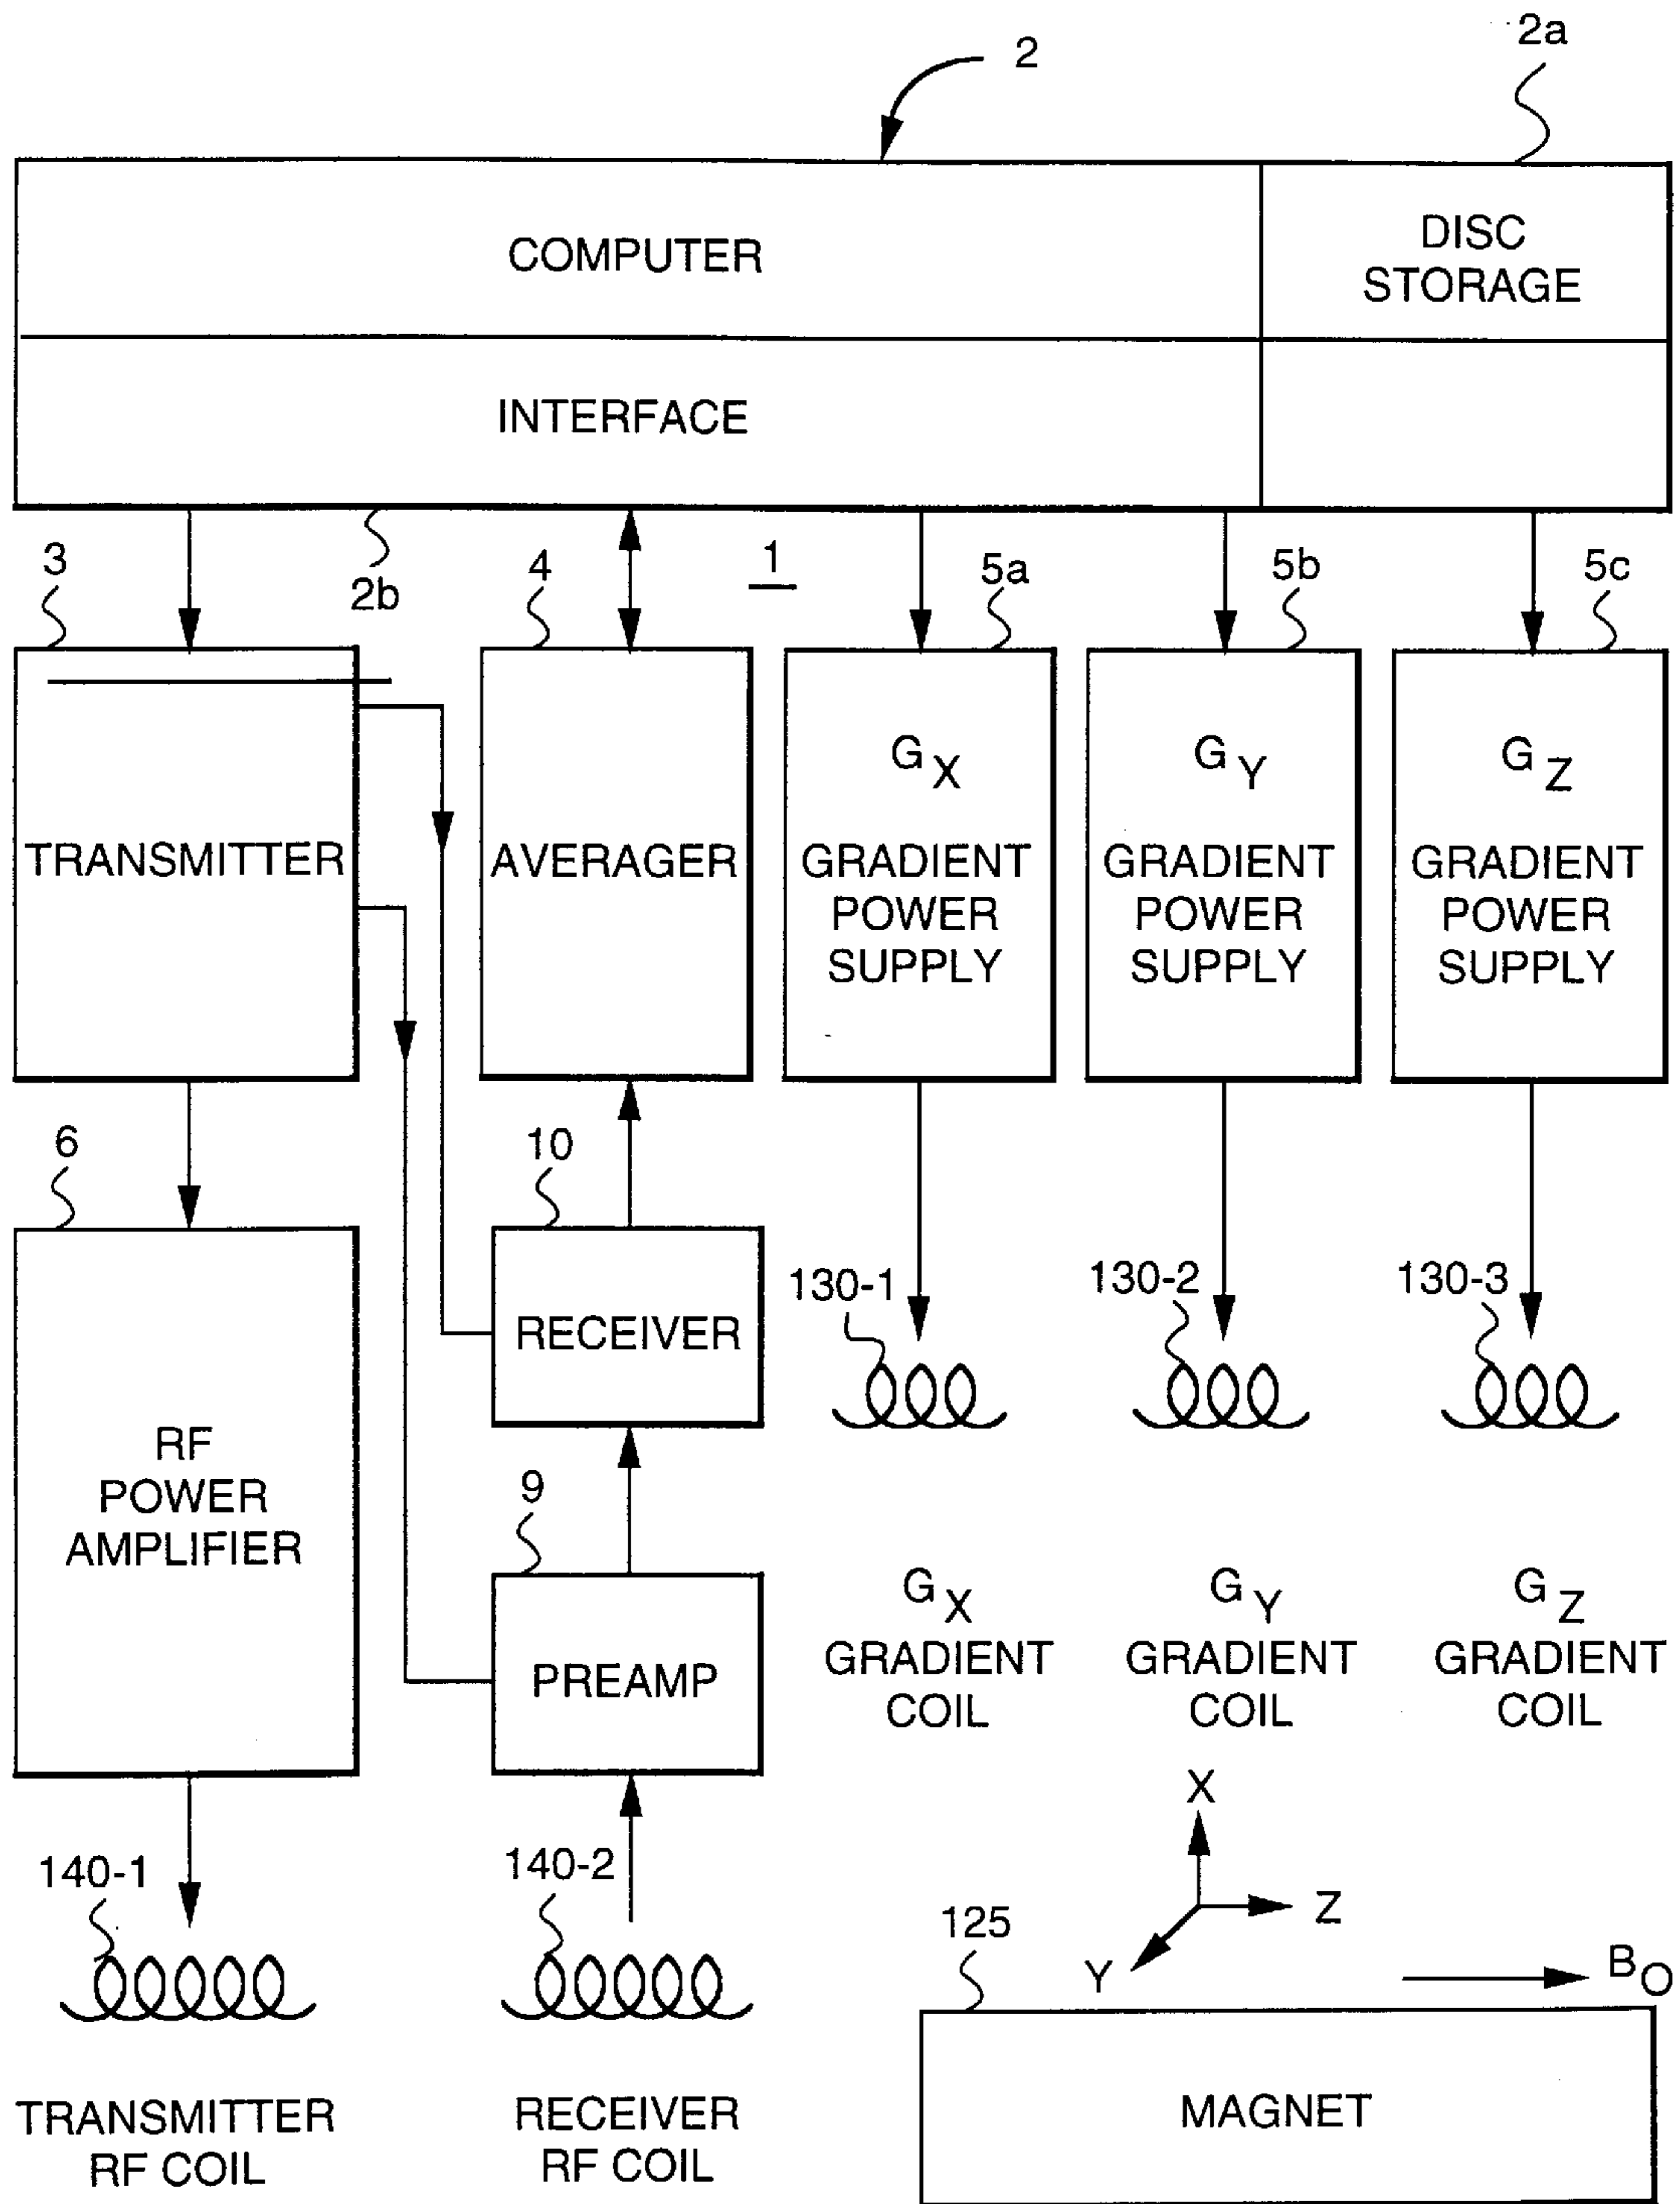 2
2a
COMPUTER
DISC
STORAGE
INTERFACE
3
2b
4
1
5a
5b
5c
TRANSMITTER
AVERAGER
G X
GRADIENT
POWER
SUPPLY
G Y
GRADIENT
POWER
SUPPLY
G Z
GRADIENT
POWER
SUPPLY
6
10
RECEIVER
130-1
130-2
130-3
RF
POWER
AMPLIFIER
9
PREAMP
G X
GRADIENT
COIL
G Y
GRADIENT
COIL
G Z
GRADIENT
COIL
140-1
140-2
X
Z
Y
125
B O
MAGNET
TRANSMITTER
RF COIL
RECEIVER
RF COIL